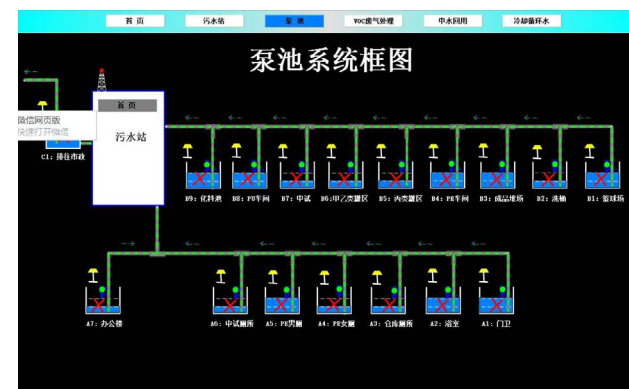 首 页 污水站 泵 池 VOC废气处理 中水回用 冷却循环水
泵池系统框图
首 页
污水站
微信网页版
快速打开微信
C1: 排往市政
B9: 化料池 B8: PU车间 B7: 中试 B6:甲乙类罐区 B5: 丙类罐区 B4: PE车间 B3: 成品堆场 B2: 洗桶 B1: 篮球场
A7: 办公楼 A6: 中试厕所 A5: PE男厕 A4: PE女厕 A3: 仓库厕所 A2: 浴室 A1: 门卫